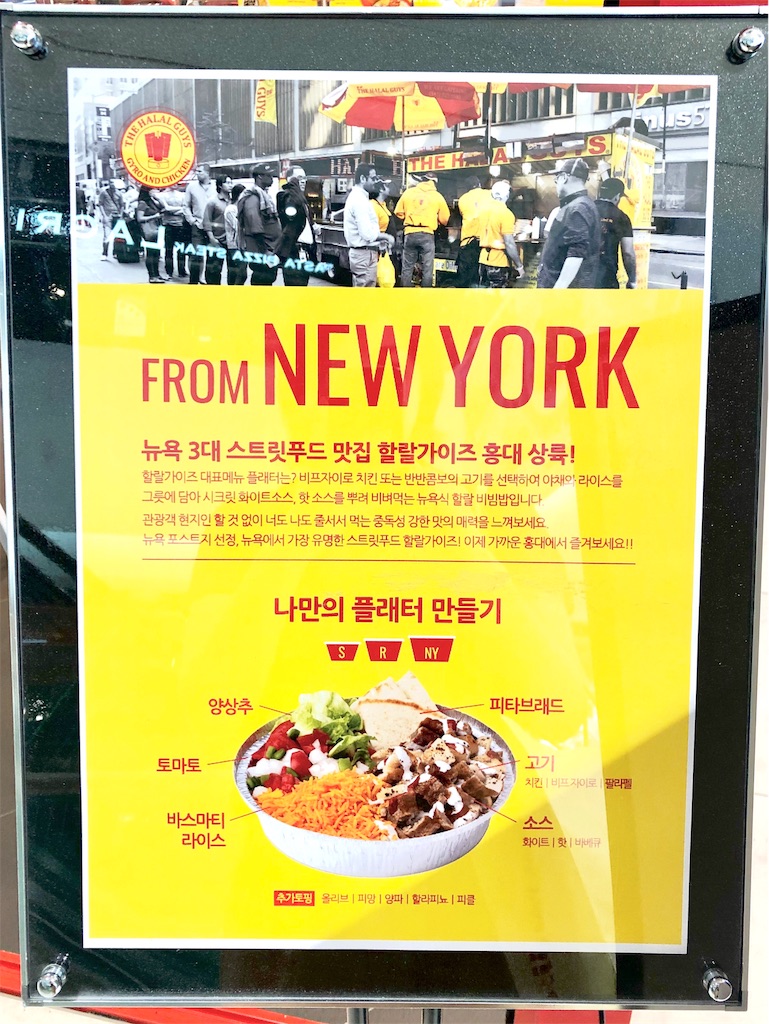 GUYS
THE HALAL GUYS
THE HALAL GUYS
GYRO AND CHICKEN
FROM NEW YORK
뉴욕 3대 스트릿푸드 맛집 할랄가이즈 홍대 상륙!
할랄가이즈 대표메뉴 플래터는? 비프자이로 치킨 또는 반반콤보의 고기를 선택하여 야채와 라이스를
그릇에 담아 시크릿 화이트소스, 핫 소스를 뿌려 비벼먹는 뉴욕식 할랄 비빔밥입니다.
관광객 현지인 할 것 없이 너도 나도 줄서서 먹는 중독성 강한 맛의 매력을 느껴보세요.
뉴욕 포스트지 선정, 뉴욕에서 가장 유명한 스트릿푸드 할랄가이즈! 이제 가까운 홍대에서 즐겨보세요!!
나만의 플래터 만들기
S R NY
양상추 피타브래드
토마토 고기
치킨 | 비프자이로 | 팔라펠
바스마티 소스
라이스 화이트 | 핫 | 바베큐
추가토핑 올리브 | 피망 | 양파 | 할라피뇨 | 피클